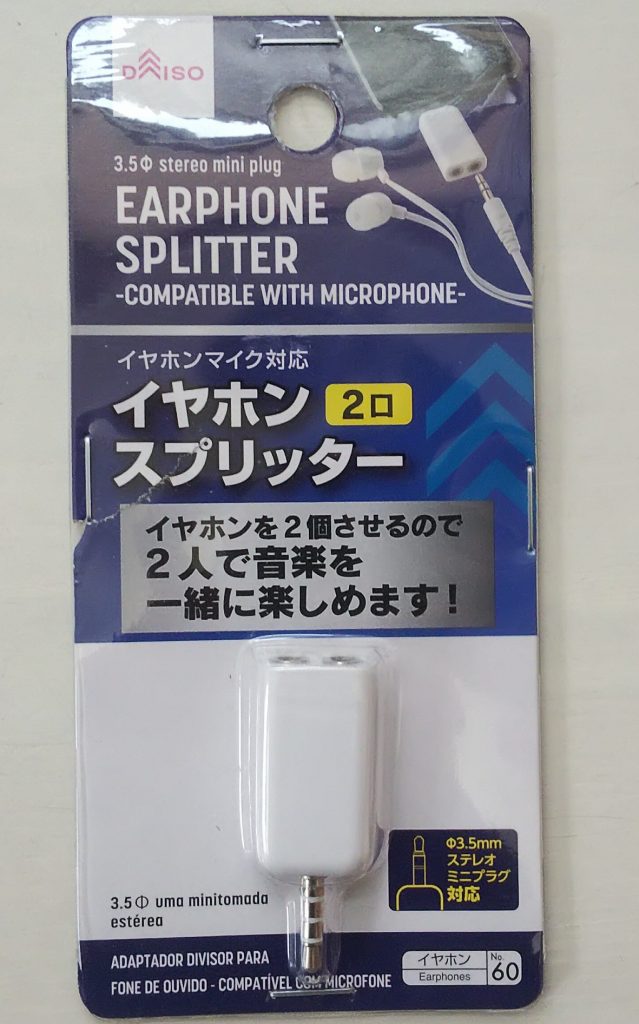 DAISO
3.5Φ stereo mini plug
EARPHONE
SPLITTER
-COMPATIBLE WITH MICROPHONE-
イヤホンマイク対応
イヤホン 2口
スプリッター
イヤホンを2個させるので
2人で音楽を
一緒に楽しめます!
Φ3.5mm
ステレオ
ミニプラグ
対応
3.5Φ uma minitomada
estérea
ADAPTADOR DIVISOR PARA
FONE DE OUVIDO - COMPATÍVEL COM MICROFONE
イヤホン
Earphones
No.
60